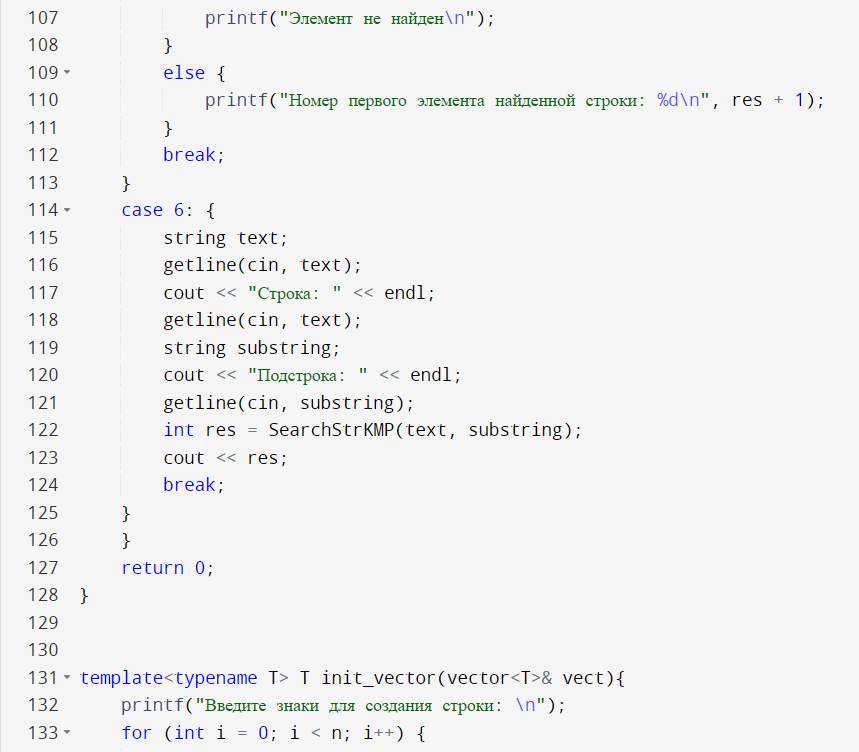 107 printf("Элемент не найден\n");
108 }
109 else {
110 printf("Номер первого элемента найденной строки: %d\n", res + 1);
111 }
112 break;
113 }
114 case 6: {
115 string text;
116 getline(cin, text);
117 cout << "Строка: " << endl;
118 getline(cin, text);
119 string substring;
120 cout << "Подстрока: " << endl;
121 getline(cin, substring);
122 int res = SearchStrKMP(text, substring);
123 cout << res;
124 break;
125 }
126 }
127 return 0;
128 }
129
130
131 template<typename T> T init_vector(vector<T>& vect){
132 printf("Введите знаки для создания строки: \n");
133 for (int i = 0; i < n; i++) {